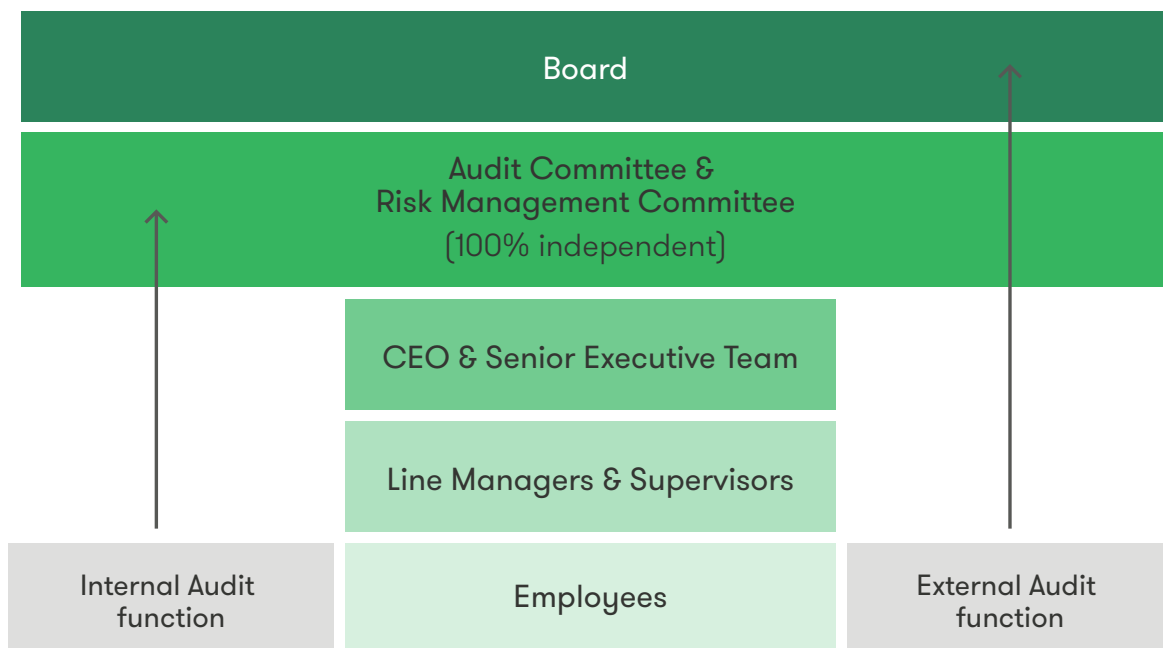 Board
Audit Committee &
Risk Management Committee
(100% independent)
CEO & Senior Executive Team
Line Managers & Supervisors
Internal Audit
function
Employees
External Audit
function